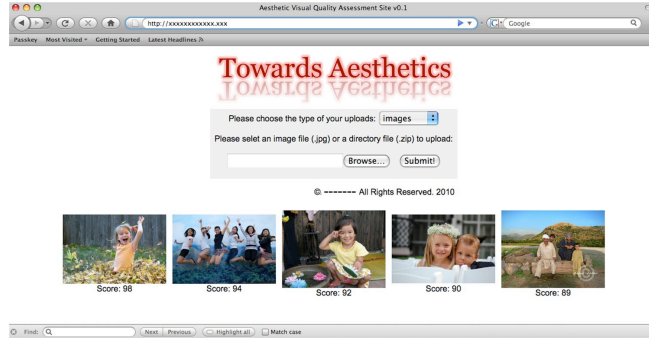 Aesthetic Visual Quality Assessment Site v0.1
http://xxxxxxxxxxxx.xxx
Google
Passkey Most Visited Getting Started Latest Headlines
Towards Aesthetics
Please choose the type of your uploads: images
Please selet an image file (.jpg) or a directory file (.zip) to upload:
Browse... Submit!
© ------- All Rights Reserved. 2010
Score: 98 Score: 94 Score: 92 Score: 90 Score: 89
Find: Next Previous Highlight all Match case